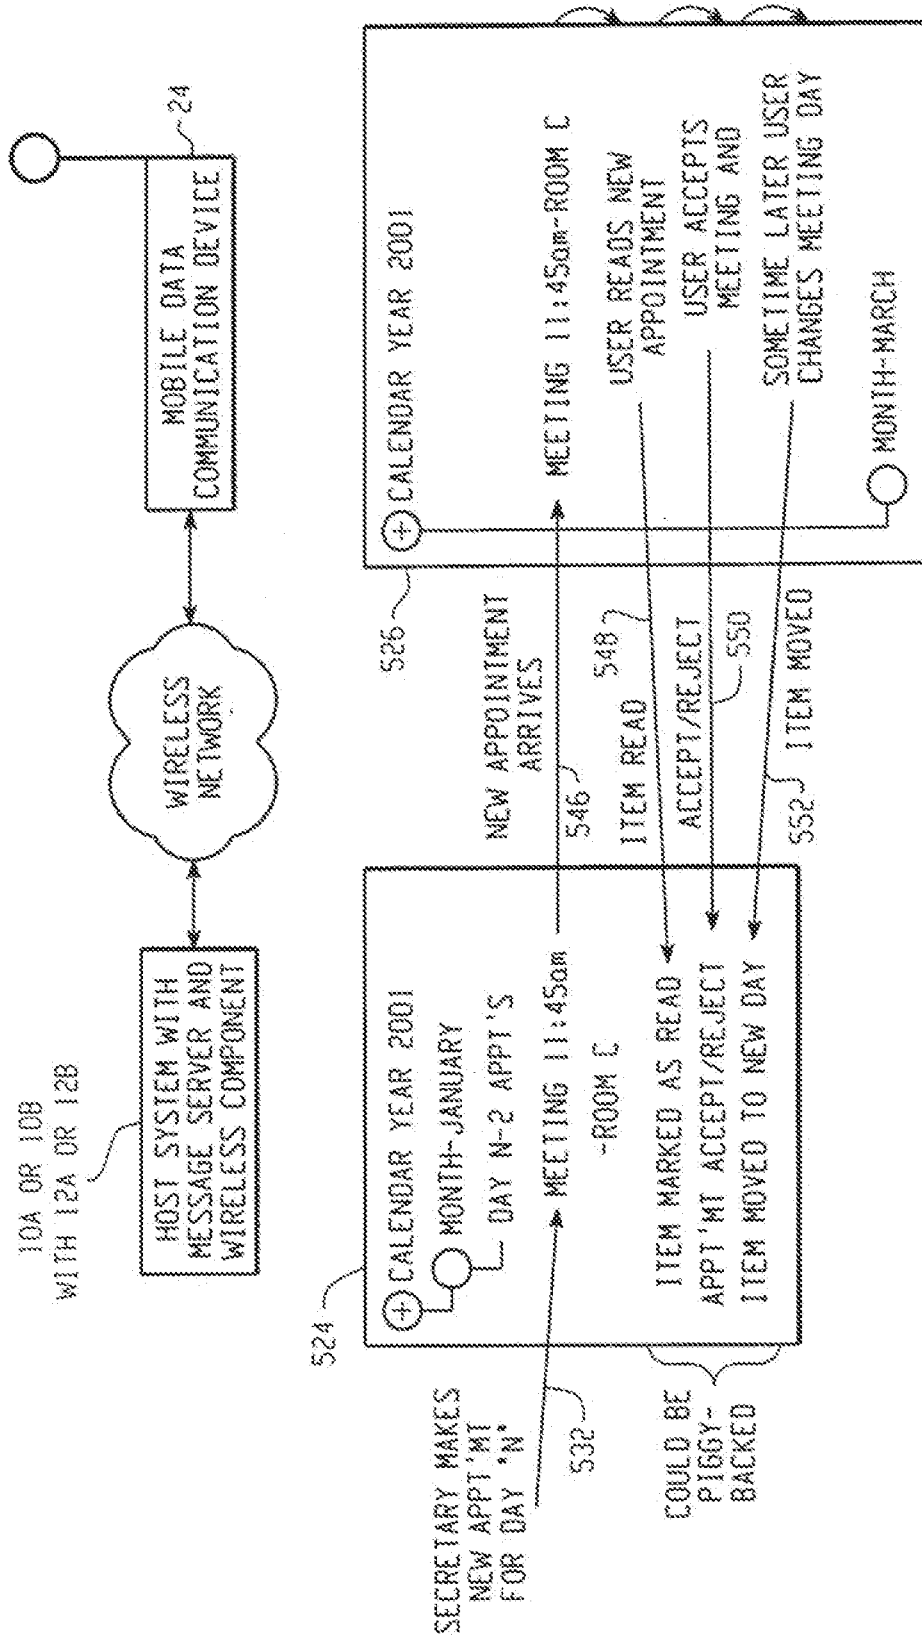 10A OR 10B
WITH 12A OR 12B
HOST SYSTEM WITH
MESSAGE SERVER AND
WIRELESS COMPONENT
WIRELESS
NETWORK
MOBILE DATA
COMMUNICATION DEVICE
24
524
CALENDAR YEAR 2001
MONTH-JANUARY
DAY N-2 APPT'S
MEETING 11:45am
-ROOM C
ITEM MARKED AS READ
APPT'MT ACCEPT/REJECT
ITEM MOVED TO NEW DAY
SECRETARY MAKES
NEW APPT'MT
FOR DAY "N"
532
COULD BE
PIGGY-
BACKED
NEW APPOINTMENT
ARRIVES
546
ITEM READ
548
ACCEPT/REJECT
550
552
ITEM MOVED
526
CALENDAR YEAR 2001
MEETING 11:45am-ROOM C
USER READS NEW
APPOINTMENT
USER ACCEPTS
MEETING AND
SOMETIME LATER USER
CHANGES MEETING DAY
MONTH-MARCH